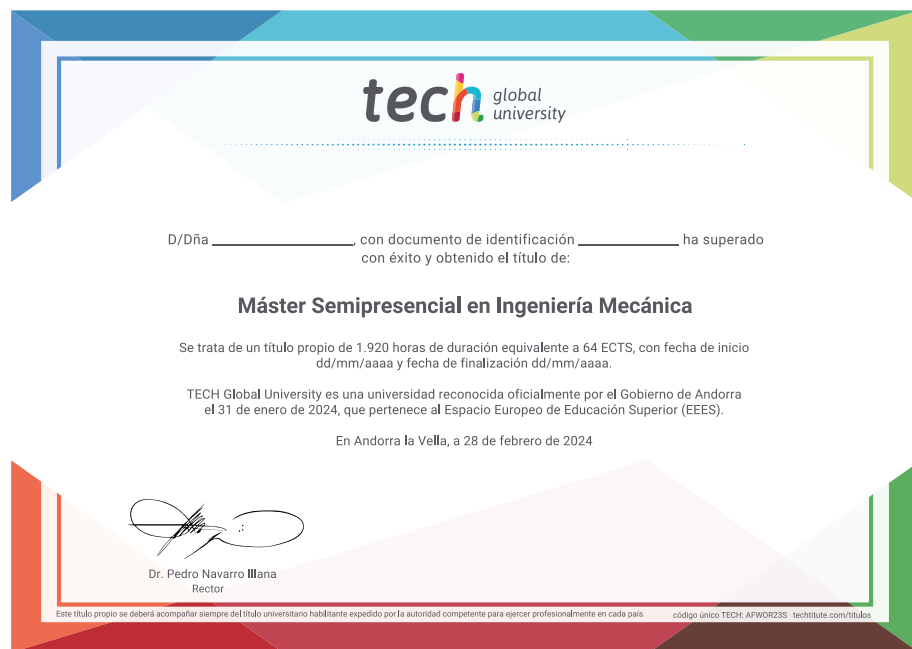 tech global university
D/Dña ____________, con documento de identificación ____________ ha superado
con éxito y obtenido el título de:
Máster Semipresencial en Ingeniería Mecánica
Se trata de un título propio de 1.920 horas de duración equivalente a 64 ECTS, con fecha de inicio
dd/mm/aaaa y fecha de finalización dd/mm/aaaa.
TECH Global University es una universidad reconocida oficialmente por el Gobierno de Andorra
el 31 de enero de 2024, que pertenece al Espacio Europeo de Educación Superior (EEES).
En Andorra la Vella, a 28 de febrero de 2024
Dr. Pedro Navarro Illana
Rector
Este título propio se deberá acompañar siempre del título universitario habilitante expedido por la autoridad competente para ejercer profesionalmente en cada país. código único TECH: AFWOR23S techtitute.com/titulos